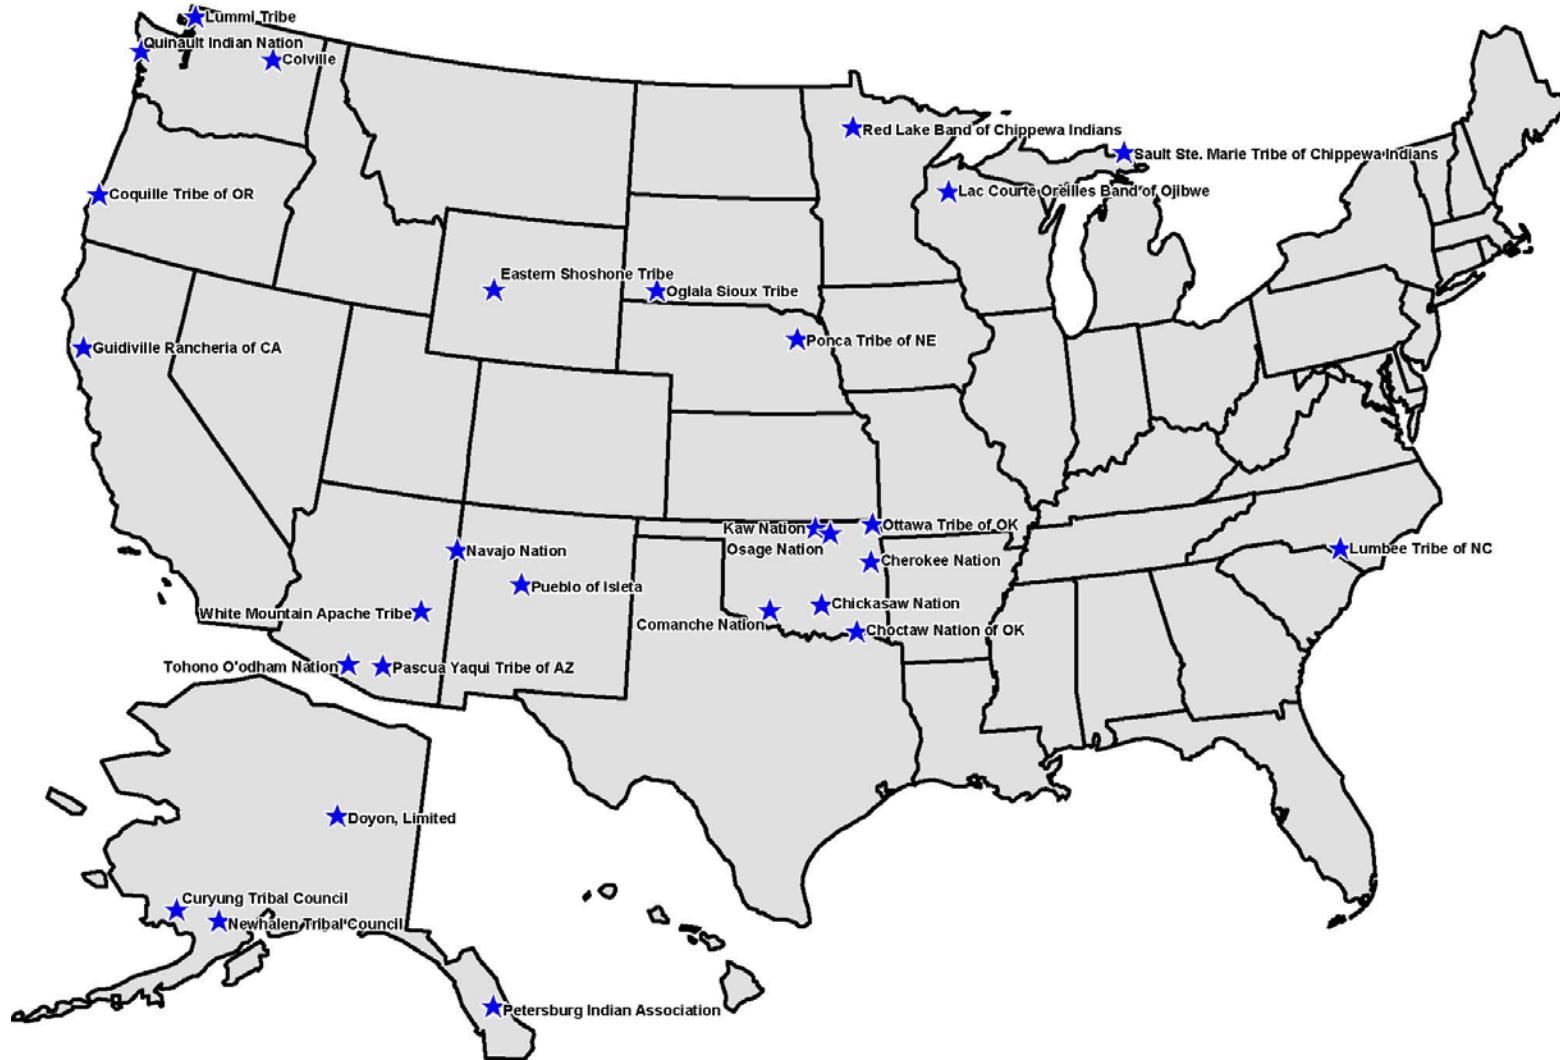 Lummi Tribe
Quinault Indian Nation
Colville
Red Lake Band of Chippewa Indians
Sault Ste. Marie Tribe of Chippewa Indians
Coquille Tribe of OR
Lac Courte Oreilles Band of Ojibwe
Eastern Shoshone Tribe
Oglala Sioux Tribe
Ponca Tribe of NE
Guidiville Rancheria of CA
Kaw Nation
Ottawa Tribe of OK
Osage Nation
Navajo Nation
Lumbee Tribe of NC
Cherokee Nation
Pueblo of Isleta
Chickasaw Nation
White Mountain Apache Tribe
Comanche Nation
Choctaw Nation of OK
Tohono O'odham Nation
Pascua Yaqui Tribe of AZ
Doyon, Limited
Curyung Tribal Council
Newhalen Tribal Council
Petersburg Indian Association